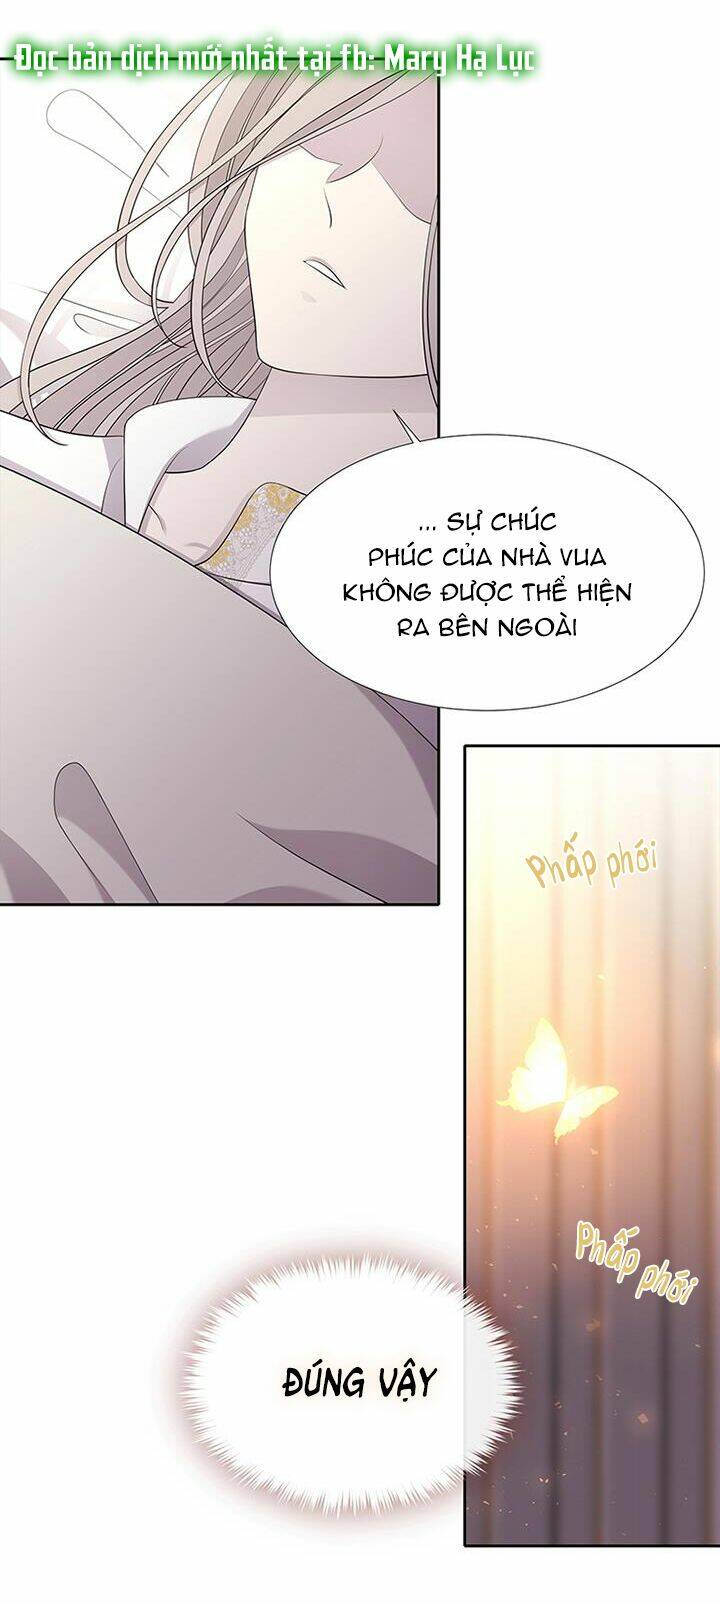 Đọc bản dịch mới nhất tại fb: Mary Hạ Lục
... SỰ CHÚC
PHÚC CỦA NHÀ VUA
KHÔNG ĐƯỢC THỂ HIỆN
RA BÊN NGOÀI
Phấp phới
Phấp phới
ĐÚNG VẬY